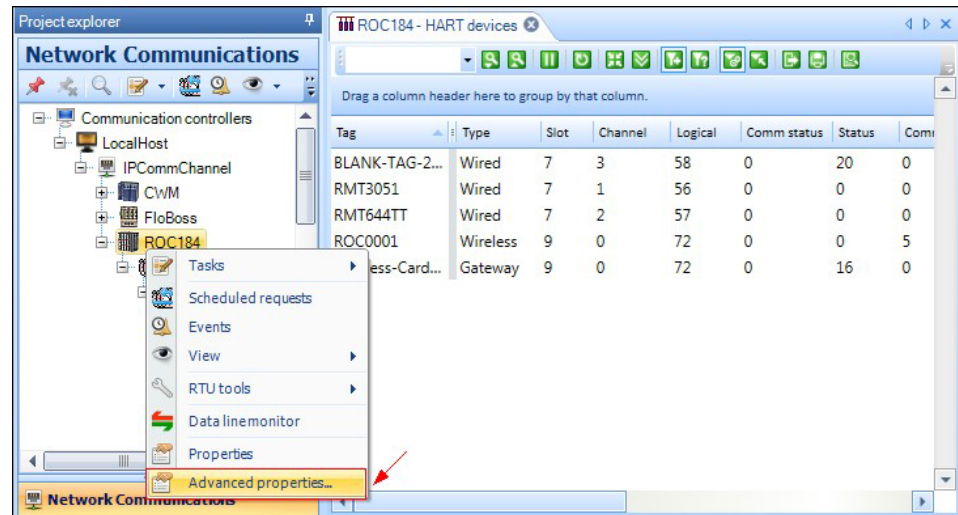 Project explorer
Network Communications
Communication controllers
LocalHost
IPCommChannel
CWM
FloBoss
ROC184
Tasks
Scheduled requests
Events
View
RTU tools
Data line monitor
Properties
Advanced properties...
Network Communications
ROC184 - HART devices
Drag a column header here to group by that column.
Tag Type Slot Channel Logical Comm status Status
BLANK-TAG-2... Wired 7 3 58 0 20 0
RMT3051 Wired 7 1 56 0 0 0
RMT644TT Wired 7 2 57 0 0 0
ROC0001 Wireless 9 0 72 0 0 5
ess-Card... Gateway 9 0 72 0 16 0